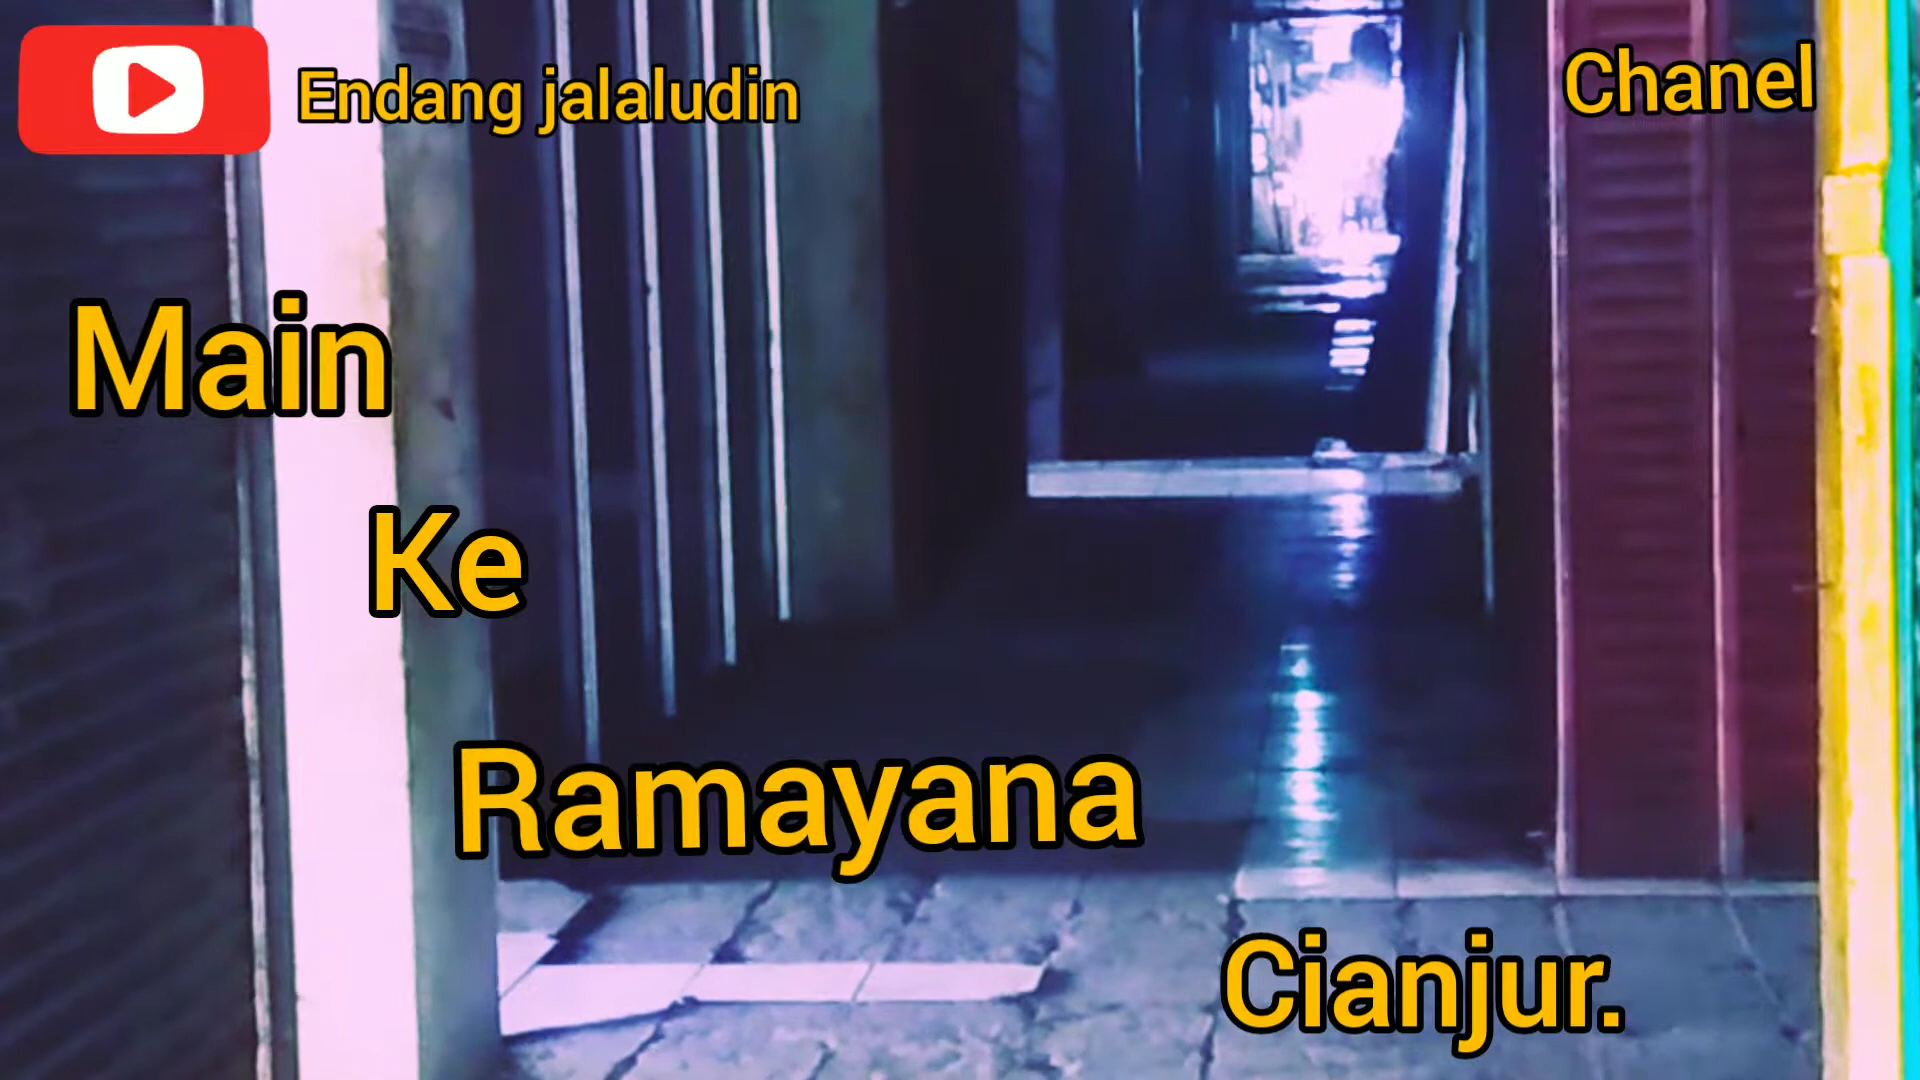 Endang jalaludin
Chanel
Main
Ke
Ramayana
Cianjur.